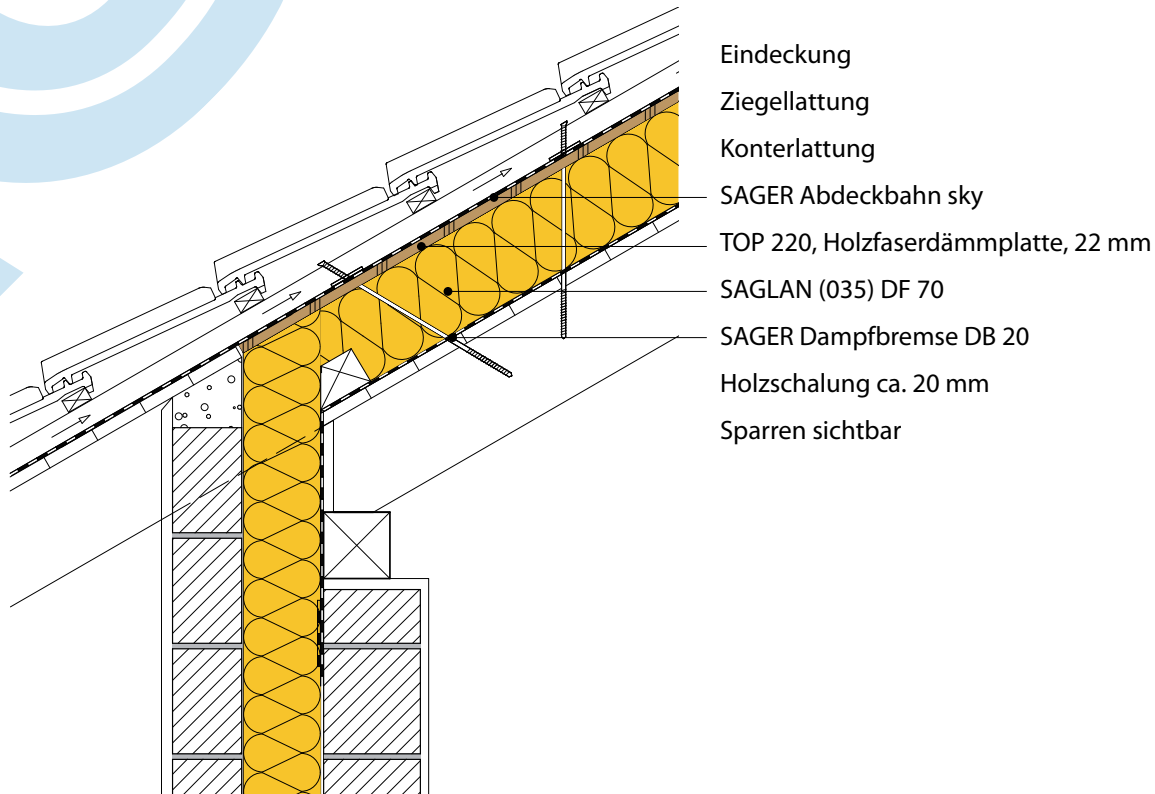 Eindeckung
Ziegellattung
Konterlattung
SAGER Abdeckbahn sky
TOP 220, Holzfaserdämmplatte, 22 mm
SAGLAN (035) DF 70
SAGER Dampfbremse DB 20
Holzschalung ca. 20 mm
Sparren sichtbar